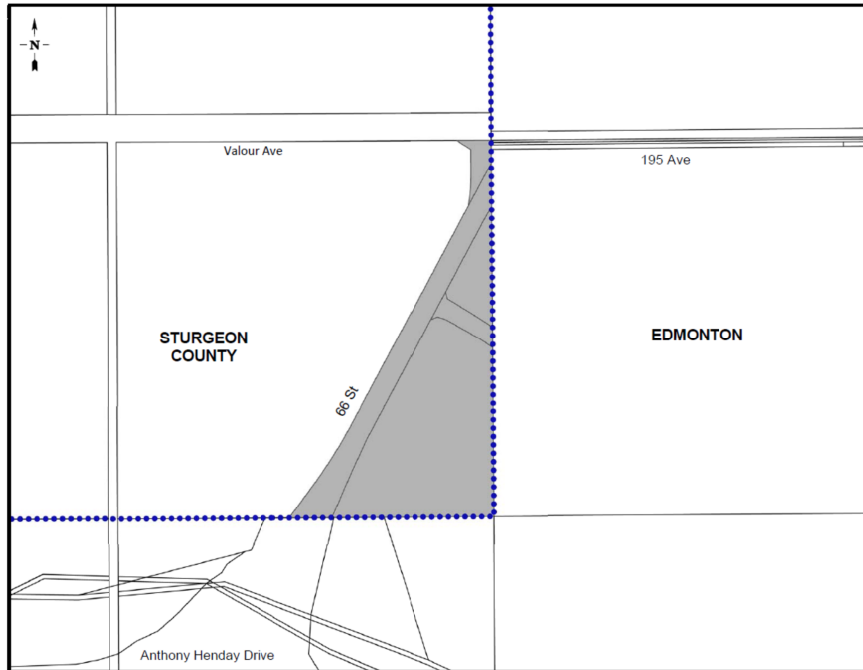 N
Valour Ave
195 Ave
STURGEON
COUNTY
EDMONTON
66 St
Anthony Henday Drive